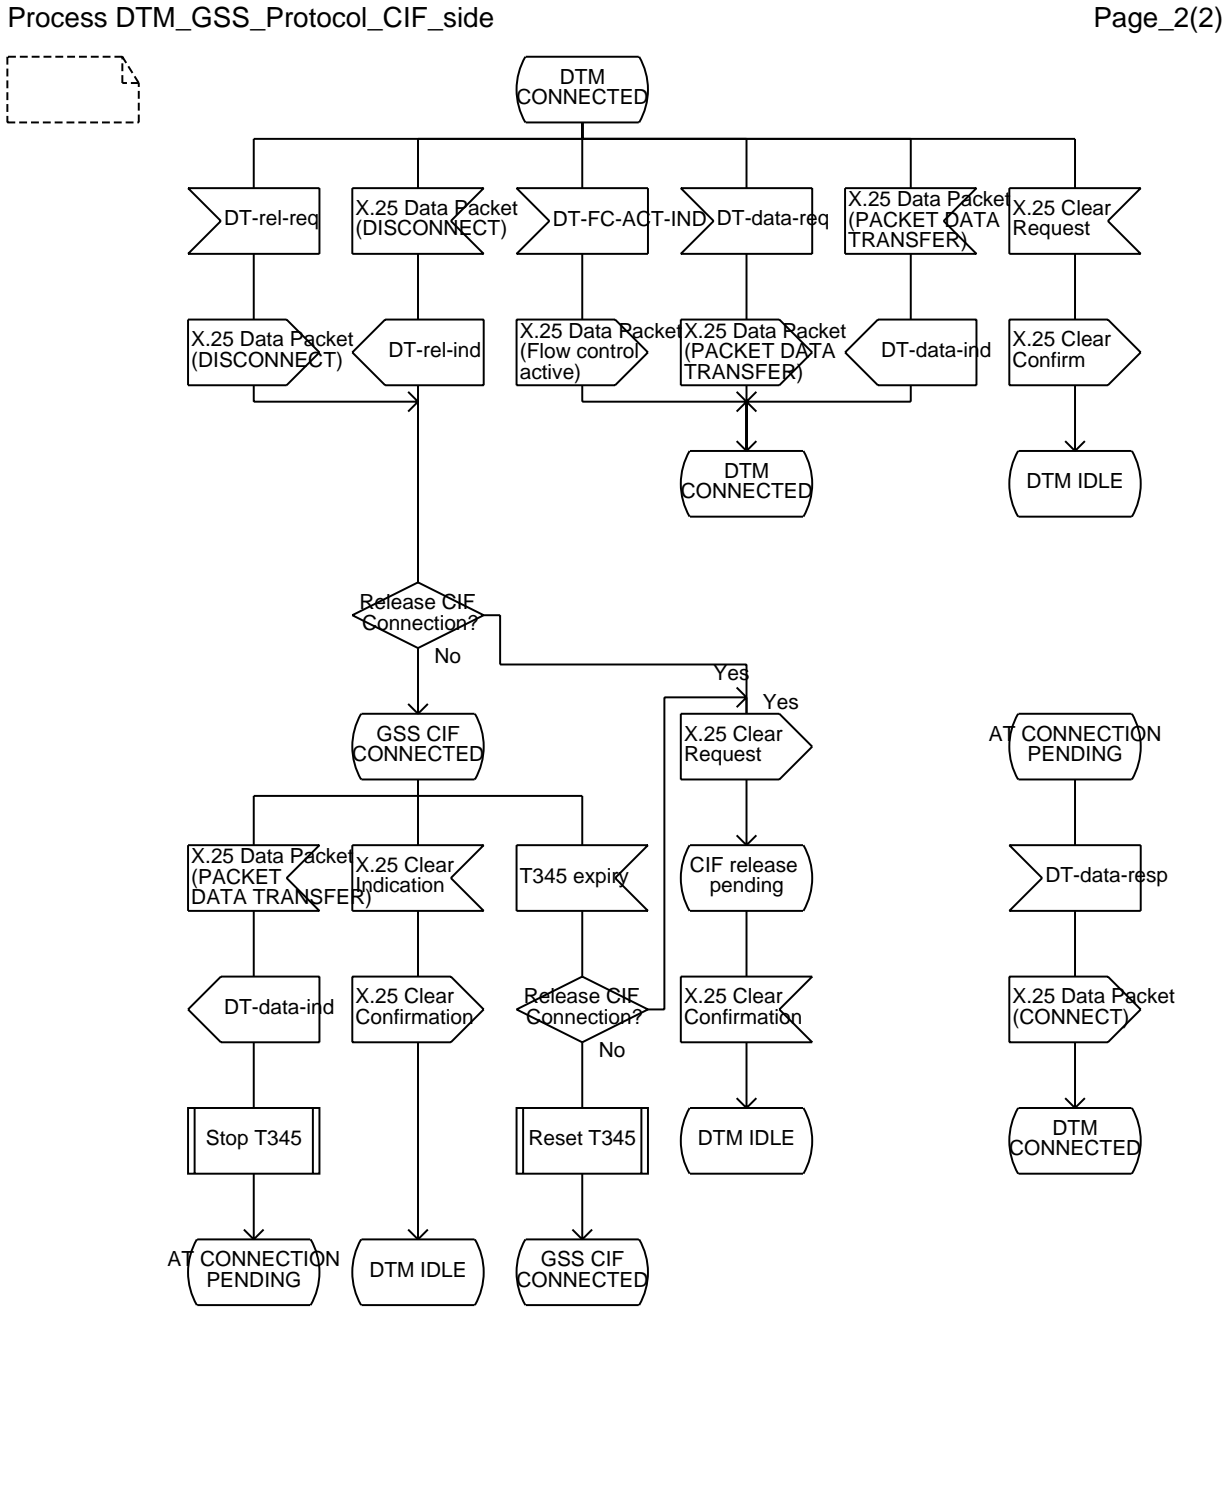 Process DTM_GSS_Protocol_CIF_side
Page_2(2)
DTM
CONNECTED
DT-rel-req
X.25 Data Packet
(DISCONNECT)
DT-FC-ACT-IND
DT-data-req
X.25 Data Packet
(PACKET DATA
TRANSFER)
X.25 Clear
Request
X.25 Data Packet
(DISCONNECT)
DT-rel-ind
X.25 Data Packet
(Flow control
active)
X.25 Data Packet
(PACKET DATA
TRANSFER)
DT-data-ind
X.25 Clear
Confirm
DTM
CONNECTED
DTM IDLE
Release CIF
Connection?
No
Yes
Yes
GSS CIF
CONNECTED
X.25 Clear
Request
AT CONNECTION
PENDING
X.25 Data Packet
(PACKET
DATA TRANSFER)
X.25 Clear
Indication
T345 expiry
CIF release
pending
DT-data-resp
DT-data-ind
X.25 Clear
Confirmation
Release CIF
Connection?
No
X.25 Clear
Confirmation
X.25 Data Packet
(CONNECT)
Stop T345
Reset T345
DTM IDLE
DTM
CONNECTED
AT CONNECTION
PENDING
DTM IDLE
GSS CIF
CONNECTED